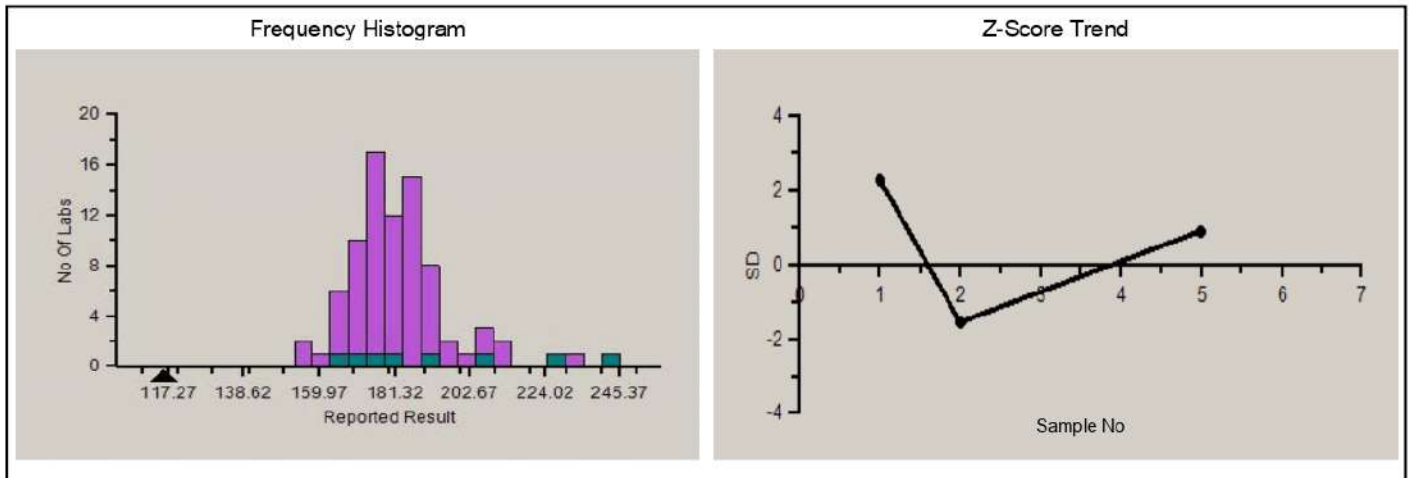 Frequency Histogram
20
16
12
8
4
0
No Of Labs
117.27 138.62 159.97 181.32 202.67 224.02 245.37
Reported Result
Z-Score Trend
4
2
0
-2
-4
SD
0 1 2 3 4 5 6 7
Sample No